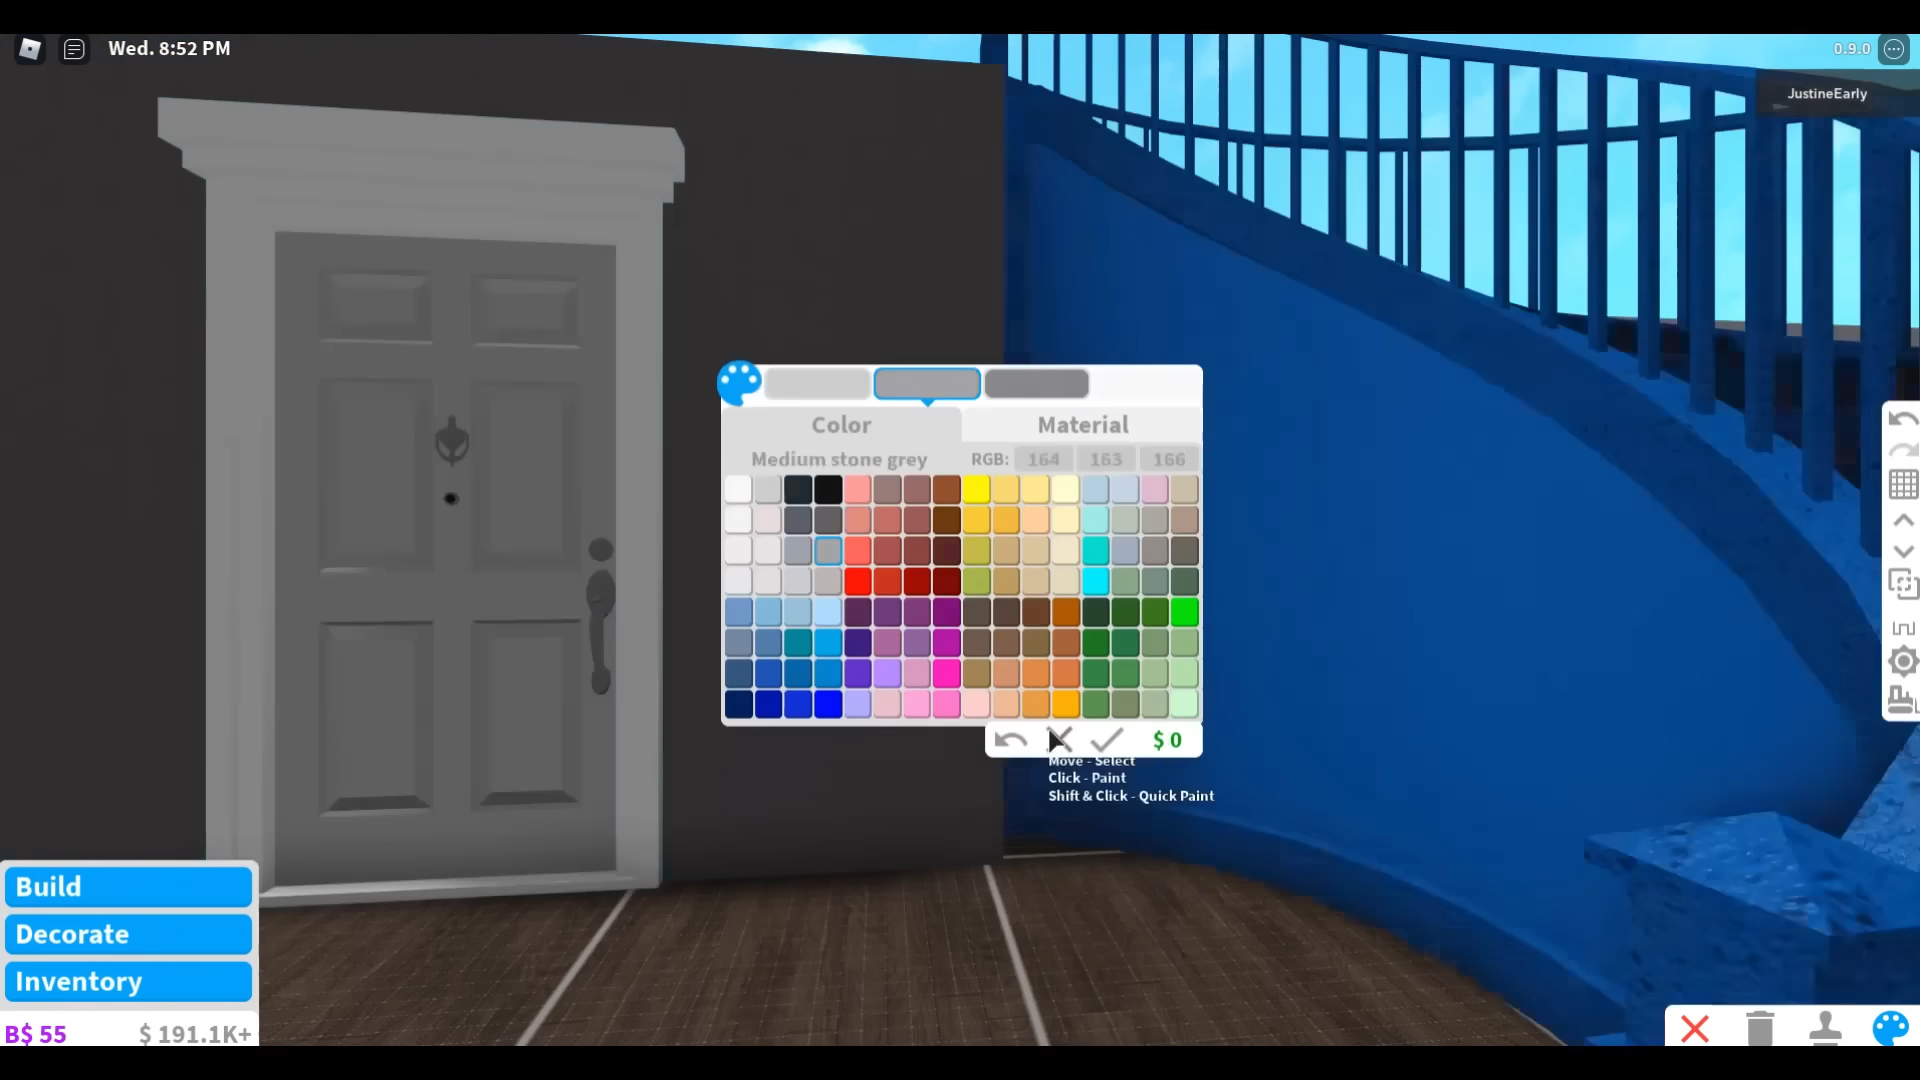 Wed. 8:52 PM
0.9.0
JustineEarly
Color
Material
Medium stone grey
RGB: 164 163 166
$ 0
Move - Select
Click - Paint
Shift & Click - Quick Paint
Build
Decorate
Inventory
B$ 55
$ 191.1K+